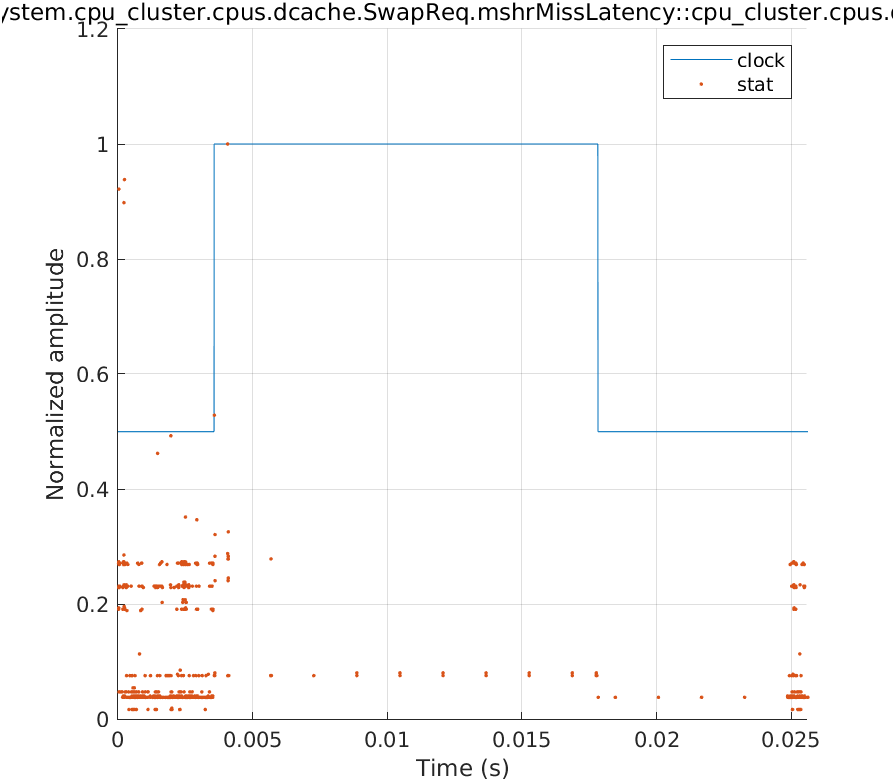 ystem.cpu_cluster.cpus.dcache.SwapReq.mshrMissLatency::cpu_cluster.cpus.
1.2
1
0.8
0.6
0.4
0.2
0
Normalized amplitude
clock
stat
0 0.005 0.01 0.015 0.02 0.025
Time (s)